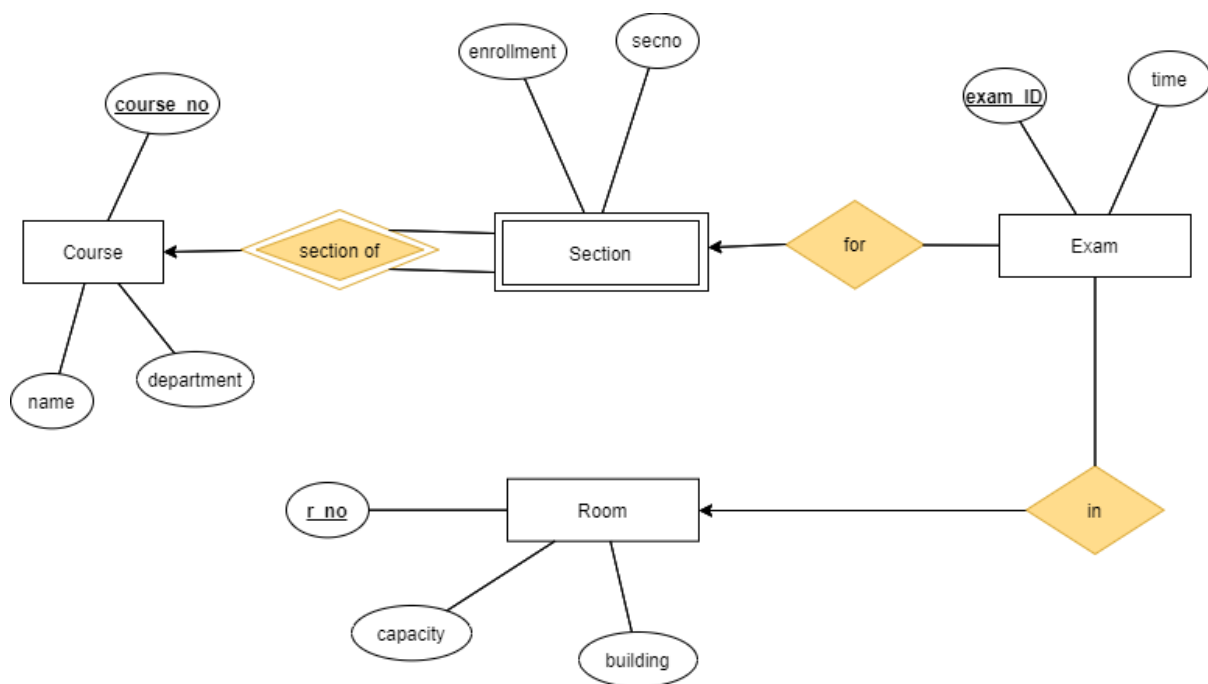 enrollment
secno
course_no
exam_ID
time
Course
section of
Section
for
Exam
name
department
r_no
Room
in
capacity
building